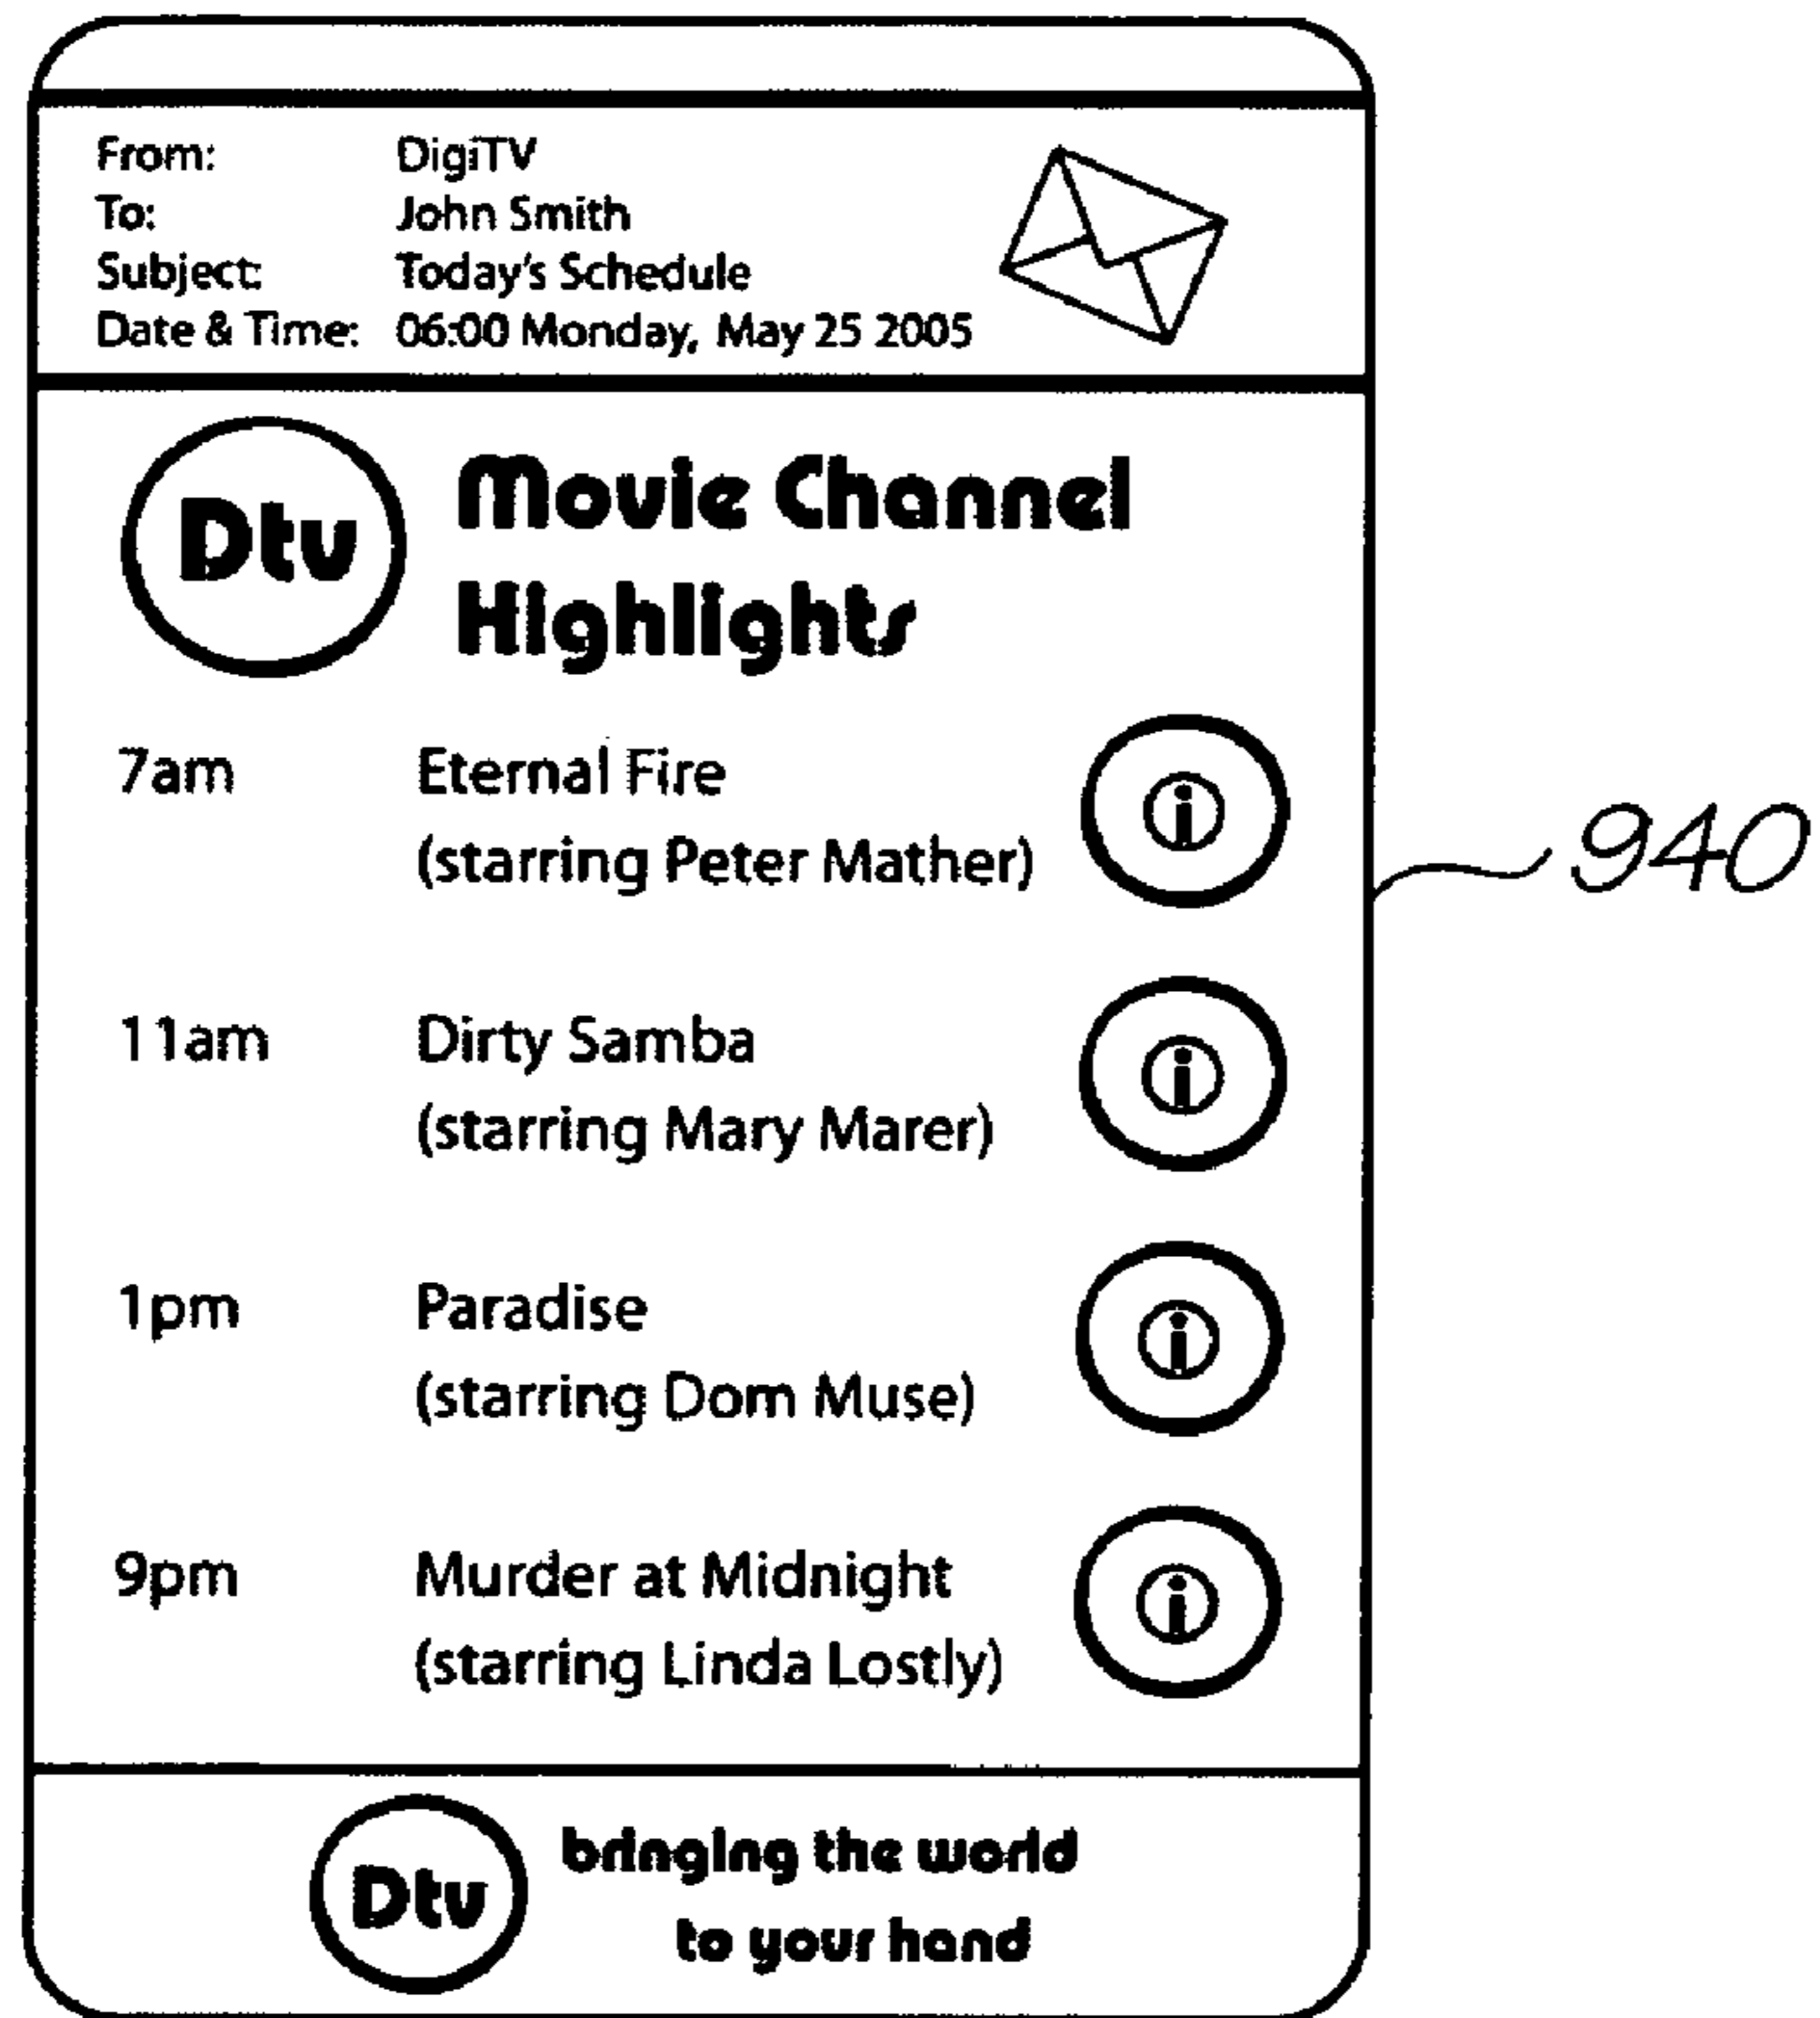 From: DigiTV
To: John Smith
Subject: Today's Schedule
Date & Time: 06:00 Monday, May 25 2005
Dtv
Movie Channel
Highlights
7am Eternal Fire
(starring Peter Mather)
i
940
11am Dirty Samba
(starring Mary Marer)
i
1pm Paradise
(starring Dom Muse)
i
9pm Murder at Midnight
(starring Linda Lostly)
i
Dtv
bringing the world
to your hand